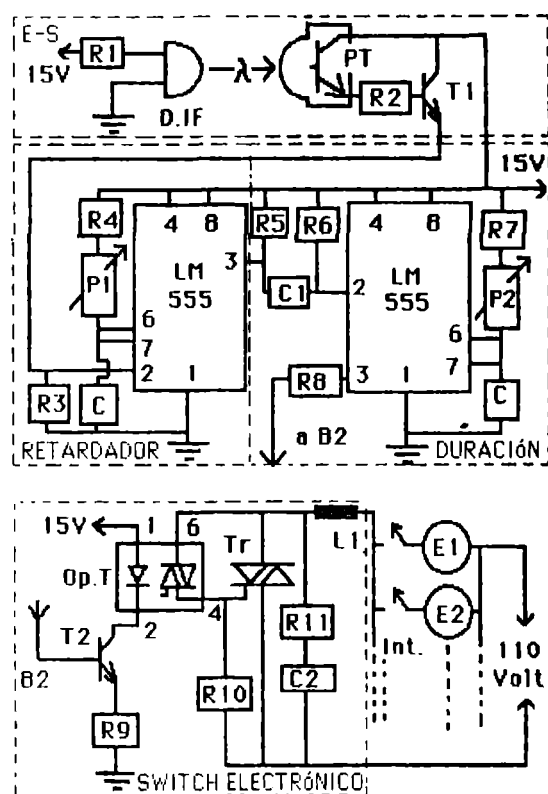 E-S
R1
15V
D.IF
λ
PT
R2
T1
15V
R4
4 8
R5
R6
4 8
R7
P1
LM
555
3
C1
2
LM
555
P2
6
7
2
1
6
7
3
1
R3
C
R8
C
a B2
RETARDADOR
DURACIóN
15V
1
6
Tr
L1
E1
Op.T
2
4
T2
R11
E2
B2
R10
C2
Int.
110
Volt
R9
SWITCH ELECTRóNICO